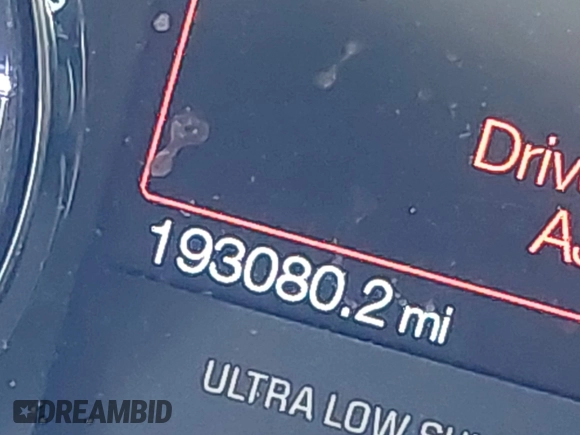 Driv
193080.2 mi
ULTRA LOW
DREAMBID